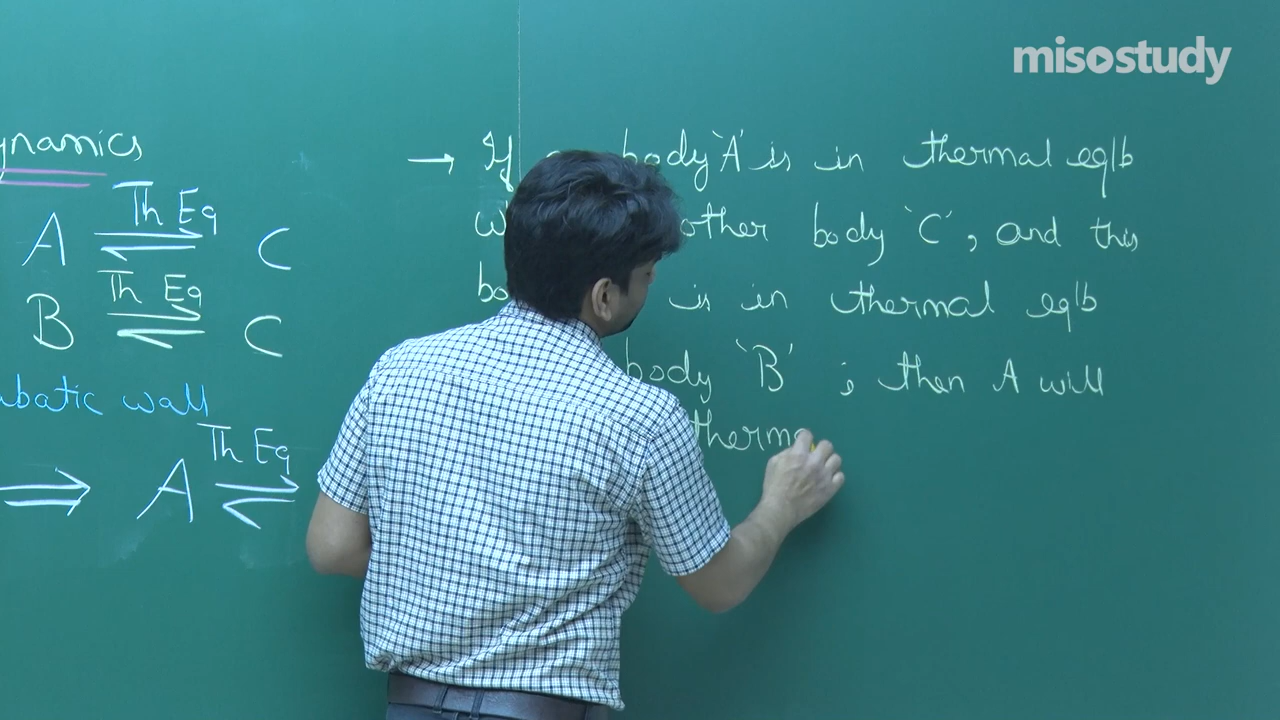 misostudy
ynamics
Th Eq
A C
Th Eq
B C
abatic wall
Th Eq
A
→ If body 'A' is in thermal eqlb
other body 'C', and this
is in thermal eqlb
body 'B' ; then A will
therma